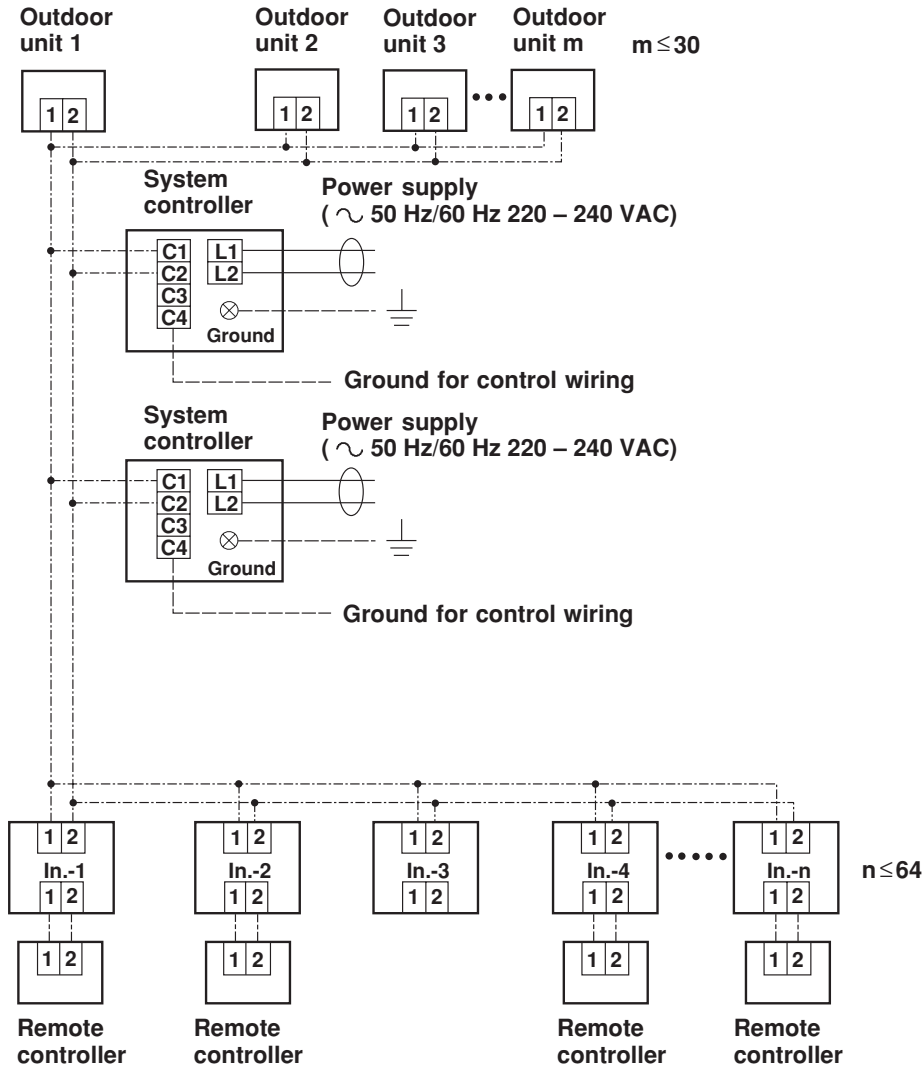 Outdoor unit 1
Outdoor unit 2
Outdoor unit 3
Outdoor unit m
m ≤ 30
1 2
1 2
1 2
1 2
System controller
Power supply
( ∿ 50 Hz/60 Hz 220 – 240 VAC)
C1
C2
C3
C4
L1
L2
Ground
Ground for control wiring
System controller
Power supply
( ∿ 50 Hz/60 Hz 220 – 240 VAC)
C1
C2
C3
C4
L1
L2
Ground
Ground for control wiring
1 2
In.-1
1 2
1 2
In.-2
1 2
1 2
In.-3
1 2
1 2
In.-4
1 2
1 2
In.-n
1 2
n ≤ 64
1 2
1 2
1 2
1 2
Remote controller
Remote controller
Remote controller
Remote controller